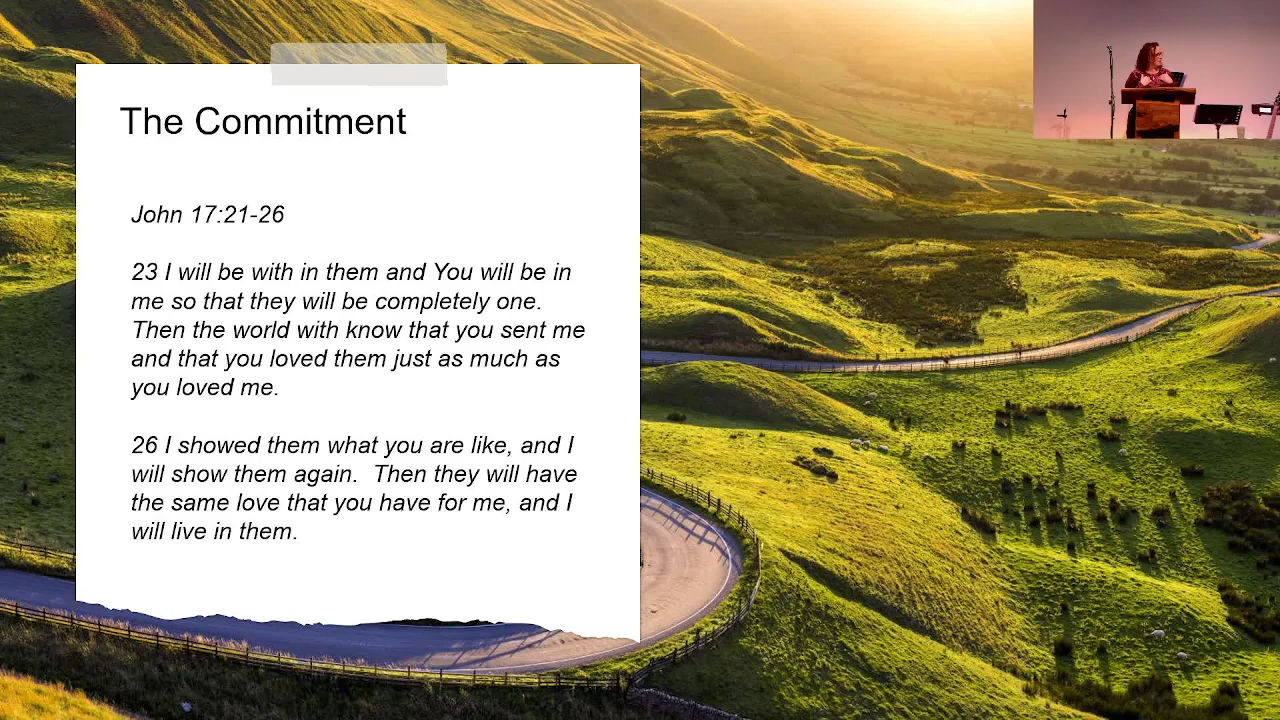 The Commitment
John 17:21-26
23 I will be with in them and You will be in
me so that they will be completely one.
Then the world with know that you sent me
and that you loved them just as much as
you loved me.
26 I showed them what you are like, and I
will show them again.  Then they will have
the same love that you have for me, and I
will live in them.